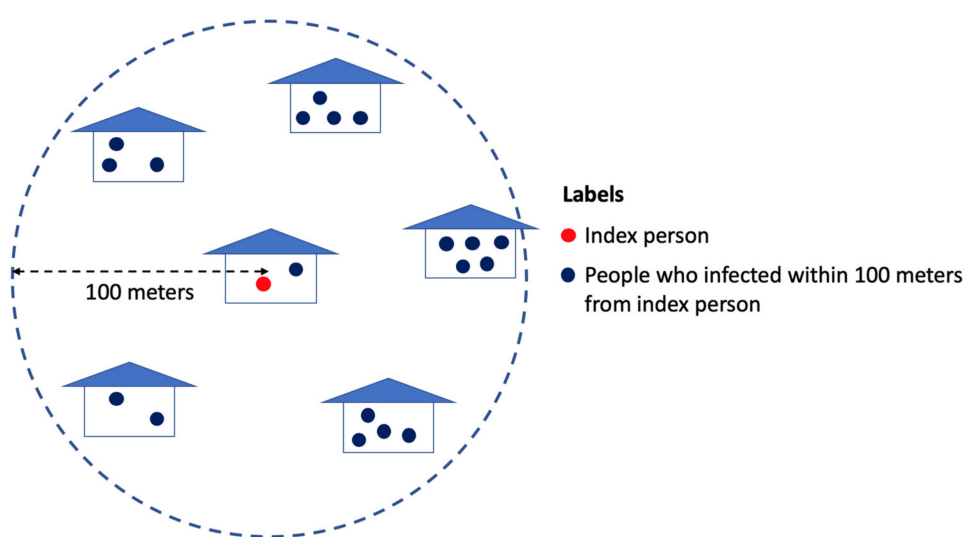 100 meters
Labels
Index person
People who infected within 100 meters
from index person